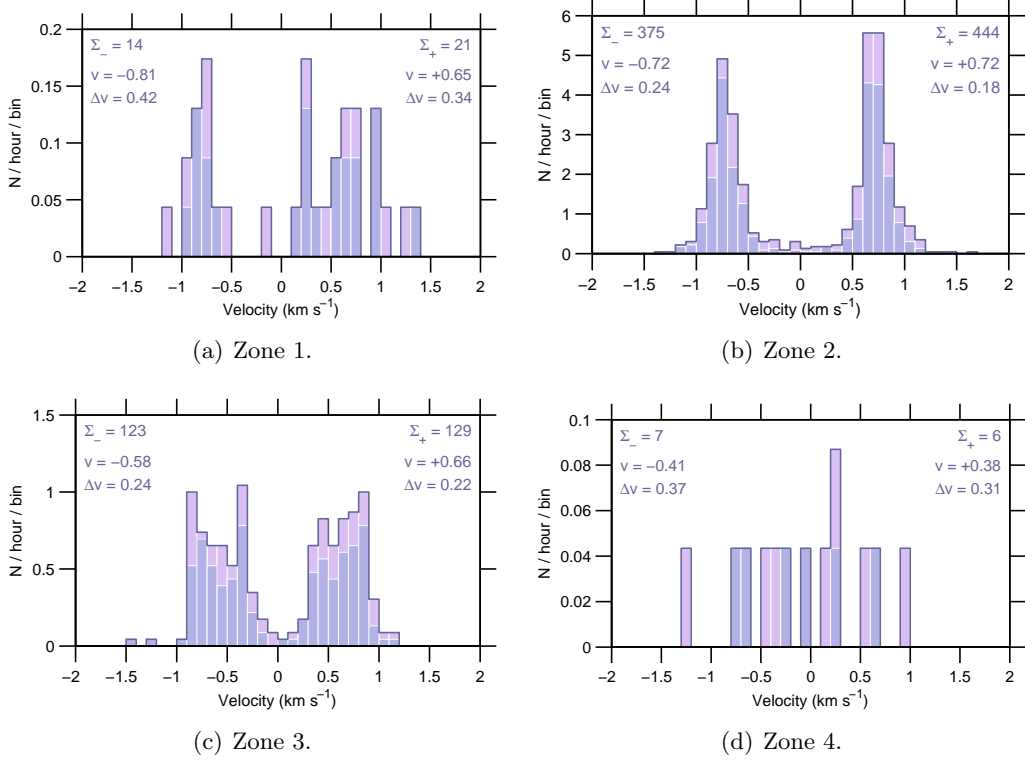 0.2
0.15
0.1
0.05
0
N / hour / bin
Σ₋ = 14
v = −0.81
Δv = 0.42
Σ₊ = 21
v = +0.65
Δv = 0.34
−2 −1.5 −1 −0.5 0 0.5 1 1.5 2
Velocity (km s⁻¹)
(a) Zone 1.
6
5
4
3
2
1
0
N / hour / bin
Σ₋ = 375
v = −0.72
Δv = 0.24
Σ₊ = 444
v = +0.72
Δv = 0.18
−2 −1.5 −1 −0.5 0 0.5 1 1.5 2
Velocity (km s⁻¹)
(b) Zone 2.
1.5
1
0.5
0
N / hour / bin
Σ₋ = 123
v = −0.58
Δv = 0.24
Σ₊ = 129
v = +0.66
Δv = 0.22
−2 −1.5 −1 −0.5 0 0.5 1 1.5 2
Velocity (km s⁻¹)
(c) Zone 3.
0.1
0.08
0.06
0.04
0.02
0
N / hour / bin
Σ₋ = 7
v = −0.41
Δv = 0.37
Σ₊ = 6
v = +0.38
Δv = 0.31
−2 −1.5 −1 −0.5 0 0.5 1 1.5 2
Velocity (km s⁻¹)
(d) Zone 4.